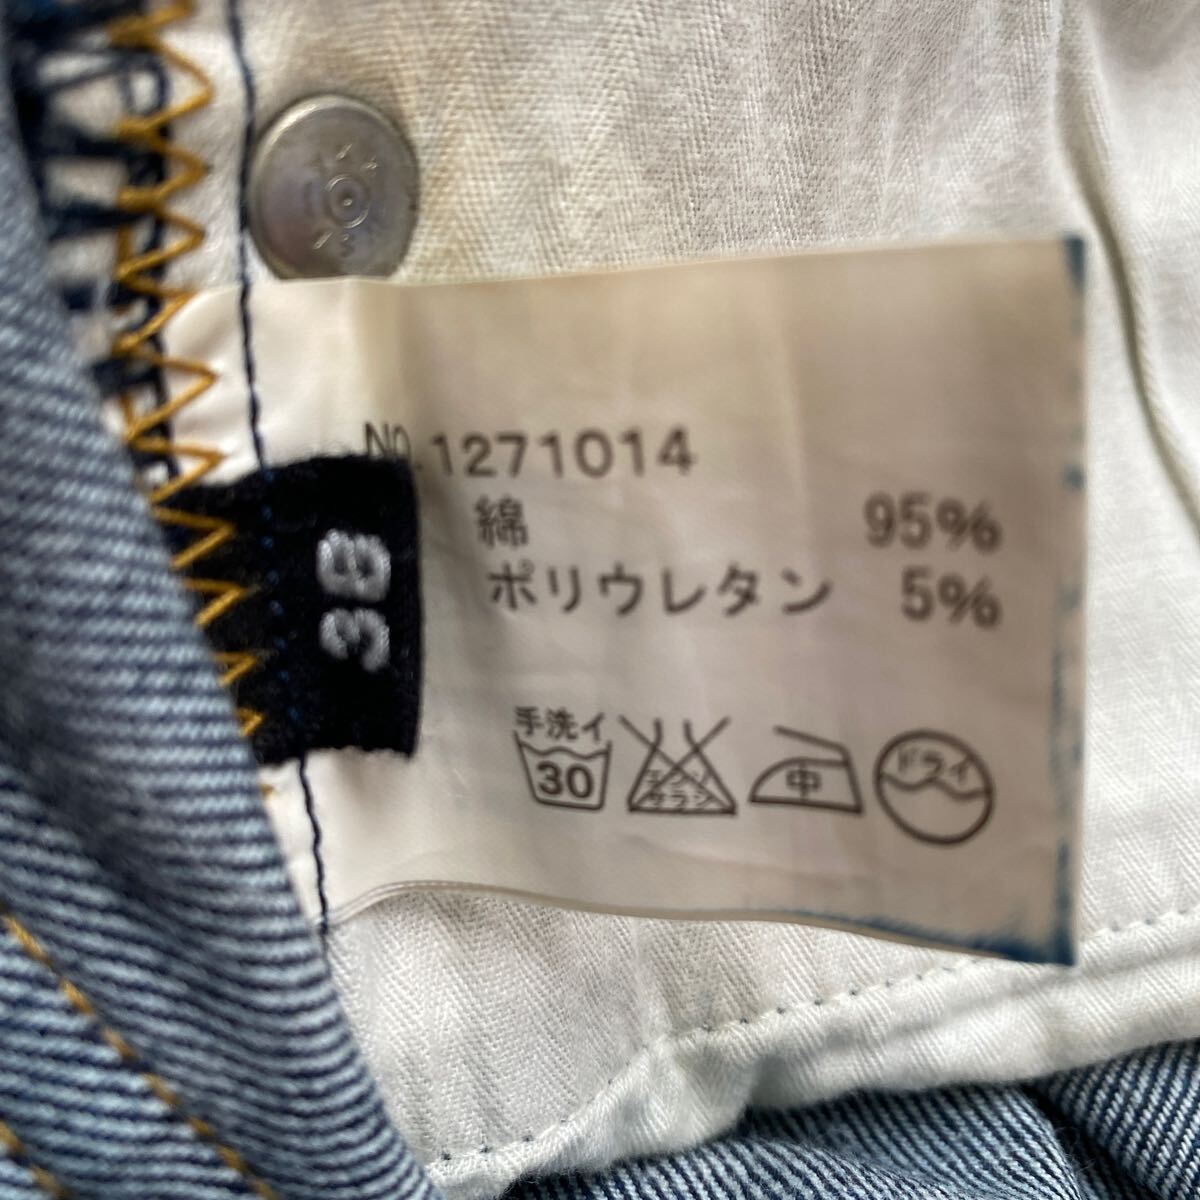 No.1271014
綿 95%
ポリウレタン 5%
手洗イ
30
エンソ
サラシ
中
ドライ
38